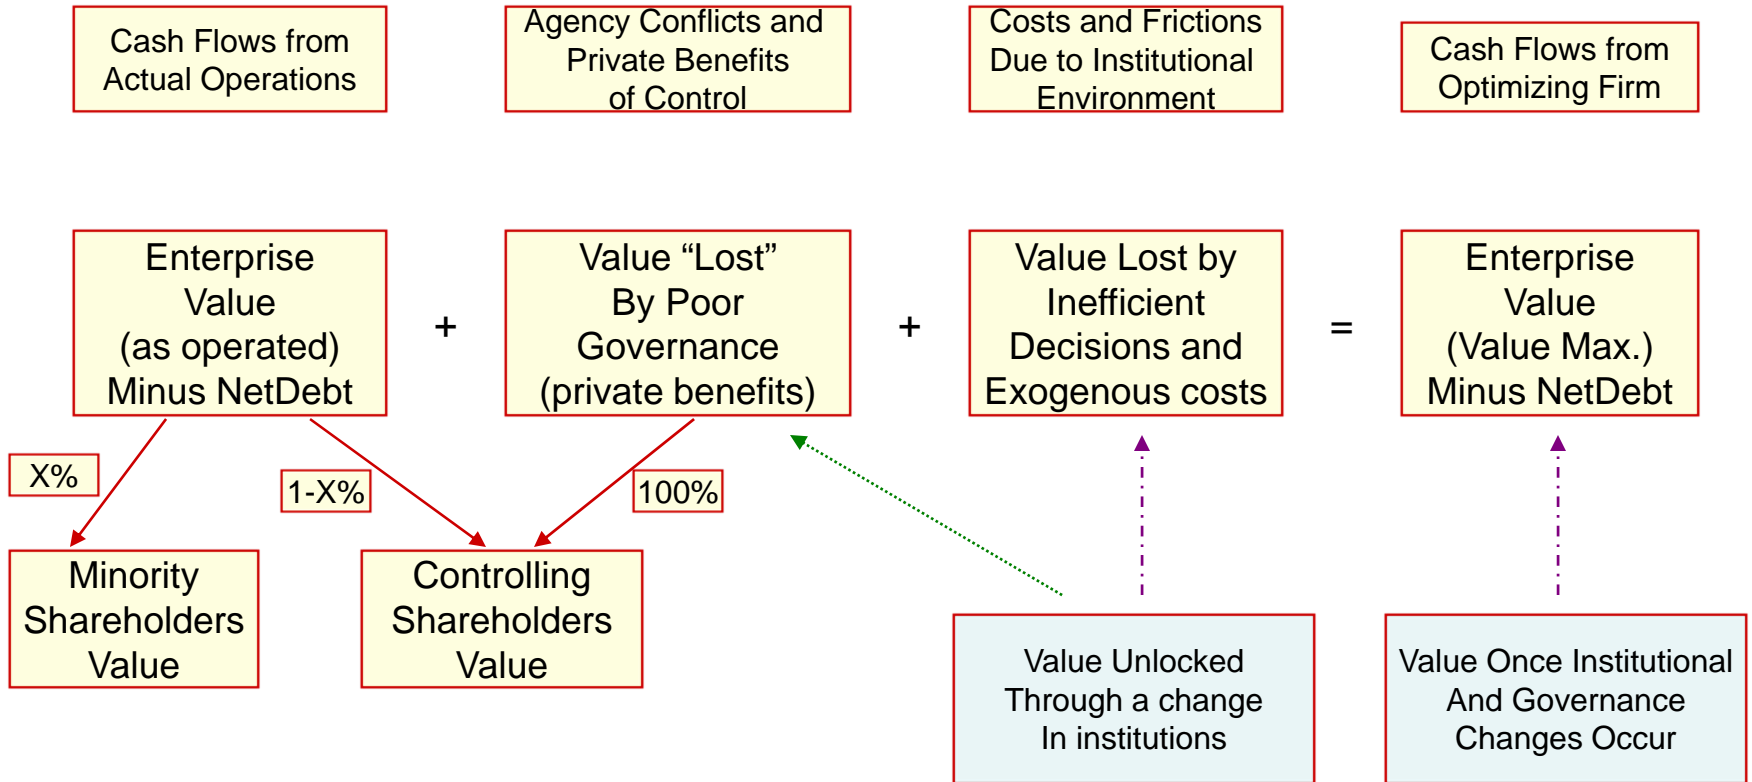 Cash Flows from
Actual Operations
Agency Conflicts and
Private Benefits
of Control
Costs and Frictions
Due to Institutional
Environment
Cash Flows from
Optimizing Firm
Enterprise
Value
(as operated)
Minus NetDebt
+
Value “Lost”
By Poor
Governance
(private benefits)
+
Value Lost by
Inefficient
Decisions and
Exogenous costs
=
Enterprise
Value
(Value Max.)
Minus NetDebt
X%
1-X%
100%
Minority
Shareholders
Value
Controlling
Shareholders
Value
Value Unlocked
Through a change
In institutions
Value Once Institutional
And Governance
Changes Occur